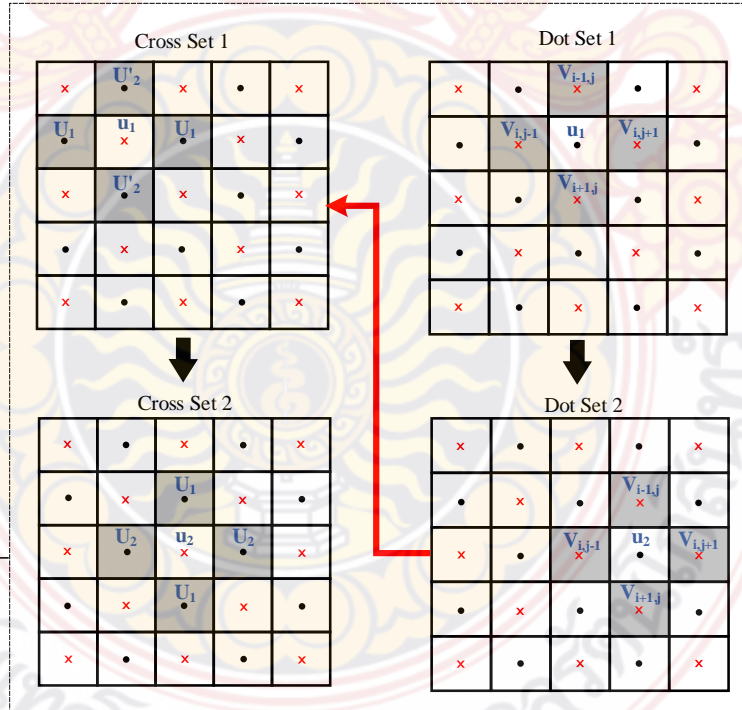 Cross Set 1
U'2
U1 u1 U1
U'2
Dot Set 1
Vi-1,j
Vi,j-1 u1 Vi,j+1
Vi+1,j
Cross Set 2
U1
U2 u2 U2
U1
Dot Set 2
Vi-1,j
Vi,j-1 u2 Vi,j+1
Vi+1,j